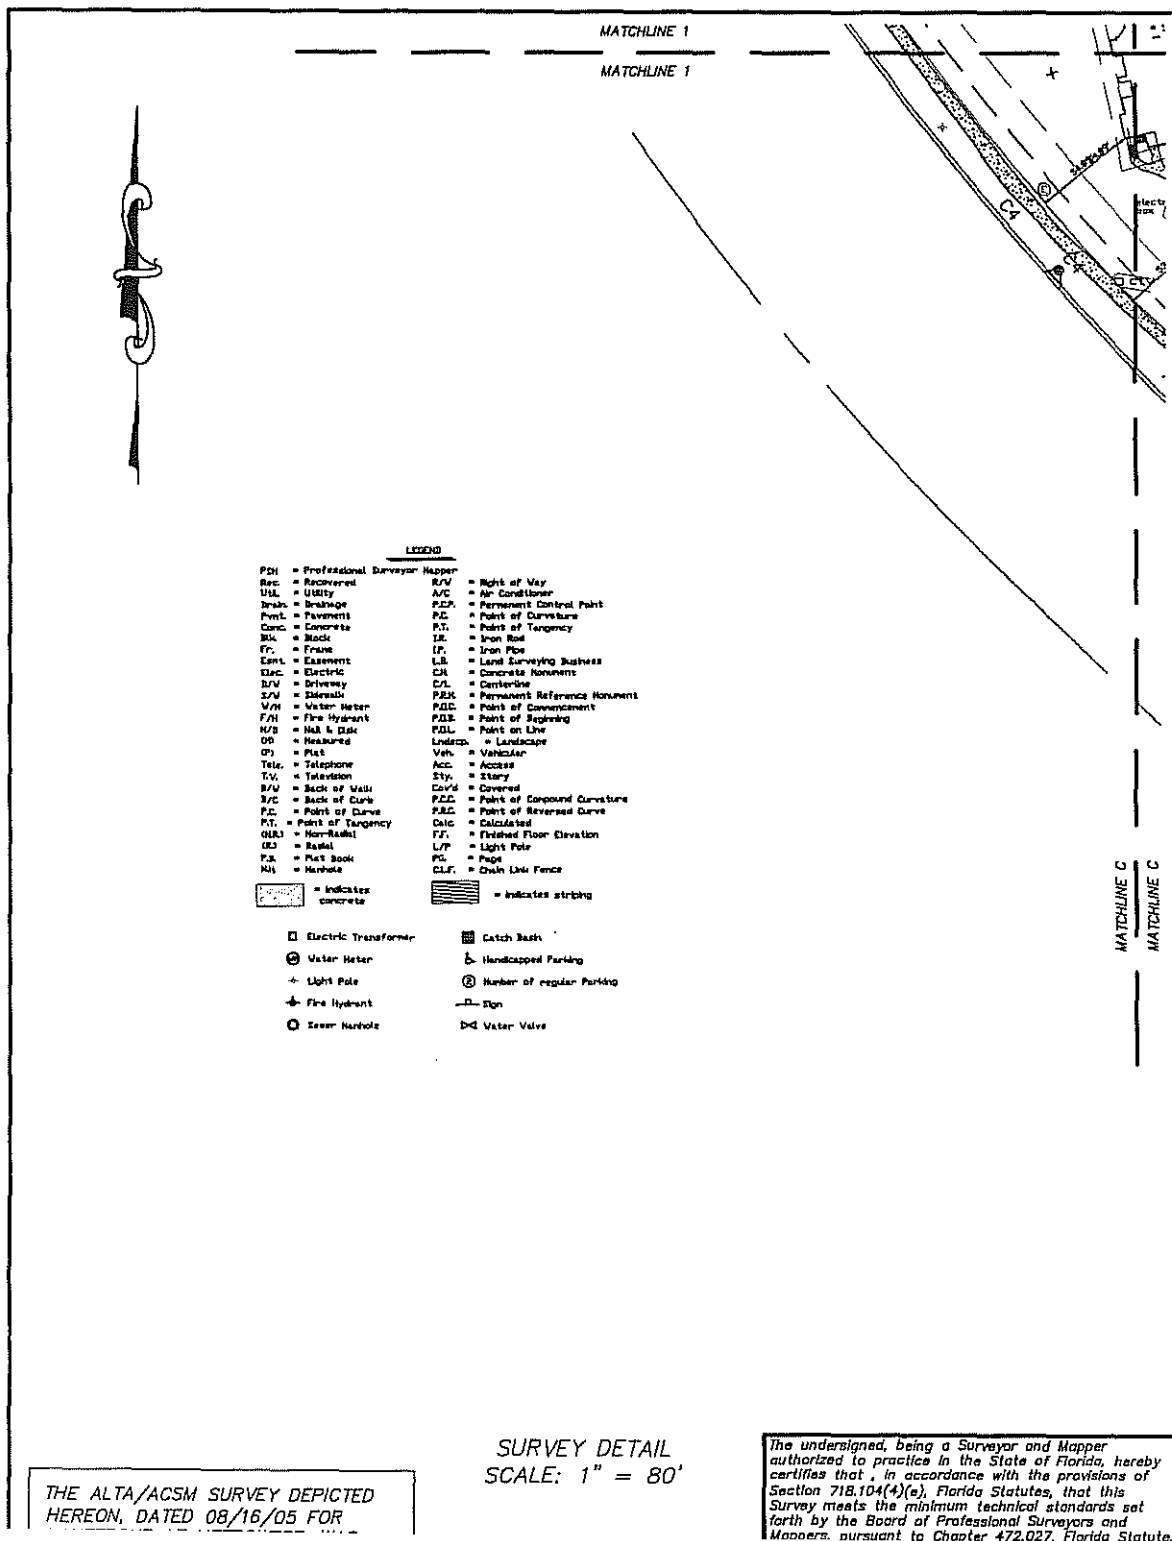 MATCHLINE 1
MATCHLINE 1
C4
C4
LEGEND
PSM = Professional Surveyor Mapper
Rec. = Recovered
Util. = Utility
Drain. = Drainage
Pvmt. = Pavement
Conc. = Concrete
Blk. = Block
Fr. = Frame
Esmt. = Easement
Elec. = Electric
D/W = Driveway
S/W = Sidewalk
W/M = Water Meter
F/H = Fire Hydrant
N/D = Nail & Disk
(M) = Measured
(P) = Plat
Tele. = Telephone
T.V. = Television
B/W = Back of Walk
B/C = Back of Curb
P.C. = Point of Curve
P.T. = Point of Tangency
(N.R.) = Non-Radial
(R.) = Radial
P.B. = Plat Book
MH = Manhole
R/W = Right of Way
A/C = Air Conditioner
P.C.P. = Permanent Control Point
P.C. = Point of Curvature
P.T. = Point of Tangency
I.R. = Iron Rod
I.P. = Iron Pipe
L.B. = Land Surveying Business
C.M. = Concrete Monument
C/L = Centerline
P.R.M. = Permanent Reference Monument
P.O.C. = Point of Commencement
P.O.B. = Point of Beginning
P.O.L. = Point on Line
Lndscp. = Landscape
Veh. = Vehicular
Acc. = Access
Sty. = Story
Cov'd = Covered
P.C.C. = Point of Compound Curvature
P.R.C. = Point of Reversed Curve
Calc. = Calculated
F.F. = Finished Floor Elevation
L/P = Light Pole
PG. = Page
C.L.F. = Chain Link Fence
= indicates
concrete
= indicates striping
Electric Transformer
Water Meter
Light Pole
Fire Hydrant
Sewer Manhole
Catch Basin
Handicapped Parking
Number of regular Parking
Sign
Water Valve
MATCHLINE C
MATCHLINE C
SURVEY DETAIL
SCALE: 1" = 80'
THE ALTA/ACSM SURVEY DEPICTED
HEREON, DATED 08/16/05 FOR
The undersigned, being a Surveyor and Mapper
authorized to practice in the State of Florida, hereby
certifies that , in accordance with the provisions of
Section 718.104(4)(e), Florida Statutes, that this
Survey meets the minimum technical standards set
forth by the Board of Professional Surveyors and
Mappers, pursuant to Chapter 472.027, Florida Statute,